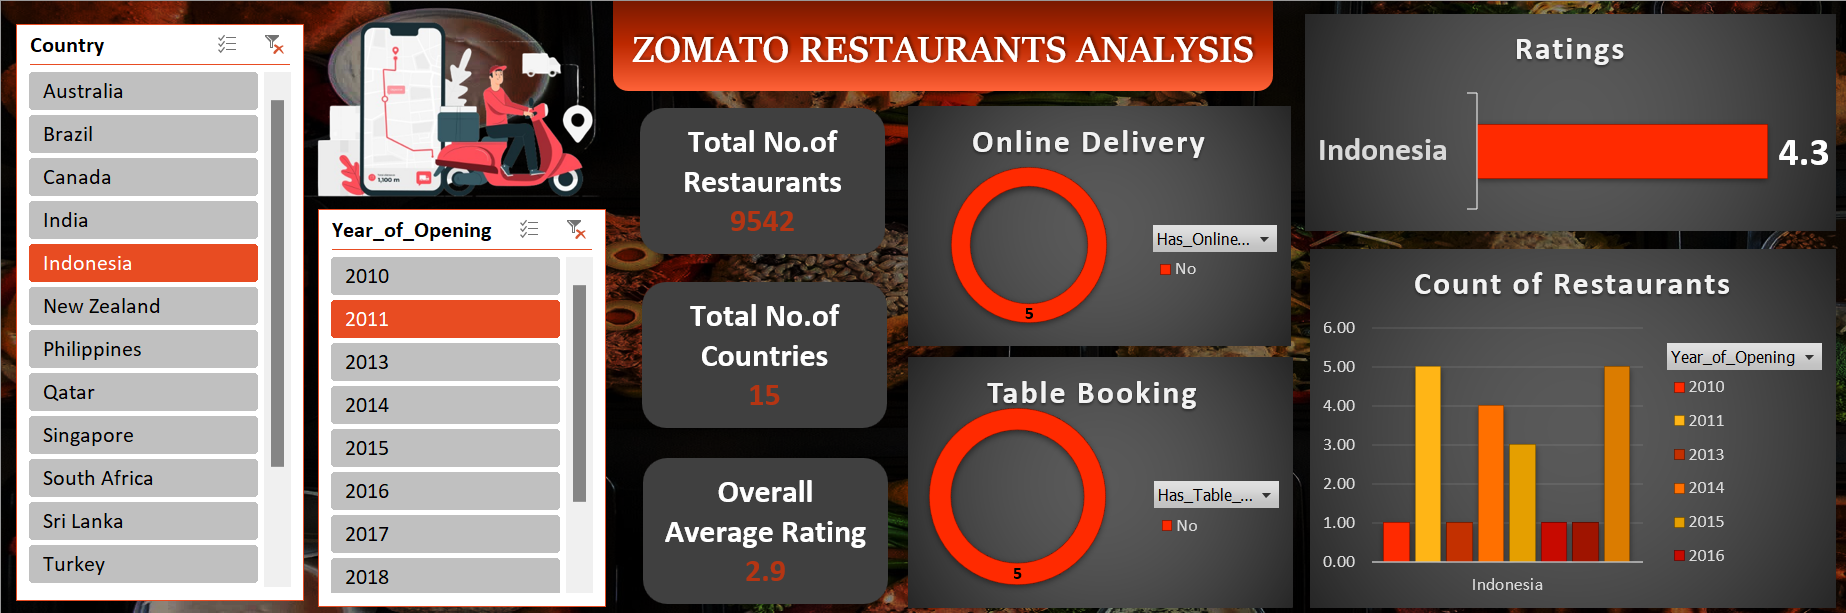 Country
Australia
Brazil
Canada
India
Indonesia
New Zealand
Philippines
Qatar
Singapore
South Africa
Sri Lanka
Turkey
1,100 m
Year_of_Opening
2010
2011
2013
2014
2015
2016
2017
2018
ZOMATO RESTAURANTS ANALYSIS
Total No.of
Restaurants
9542
Total No.of
Countries
15
Overall
Average Rating
2.9
Online Delivery
Has_Online...
No
5
Table Booking
Has_Table_...
No
5
Ratings
Indonesia
4.3
Count of Restaurants
6.00
5.00
4.00
3.00
2.00
1.00
0.00
Indonesia
Year_of_Opening
2010
2011
2013
2014
2015
2016